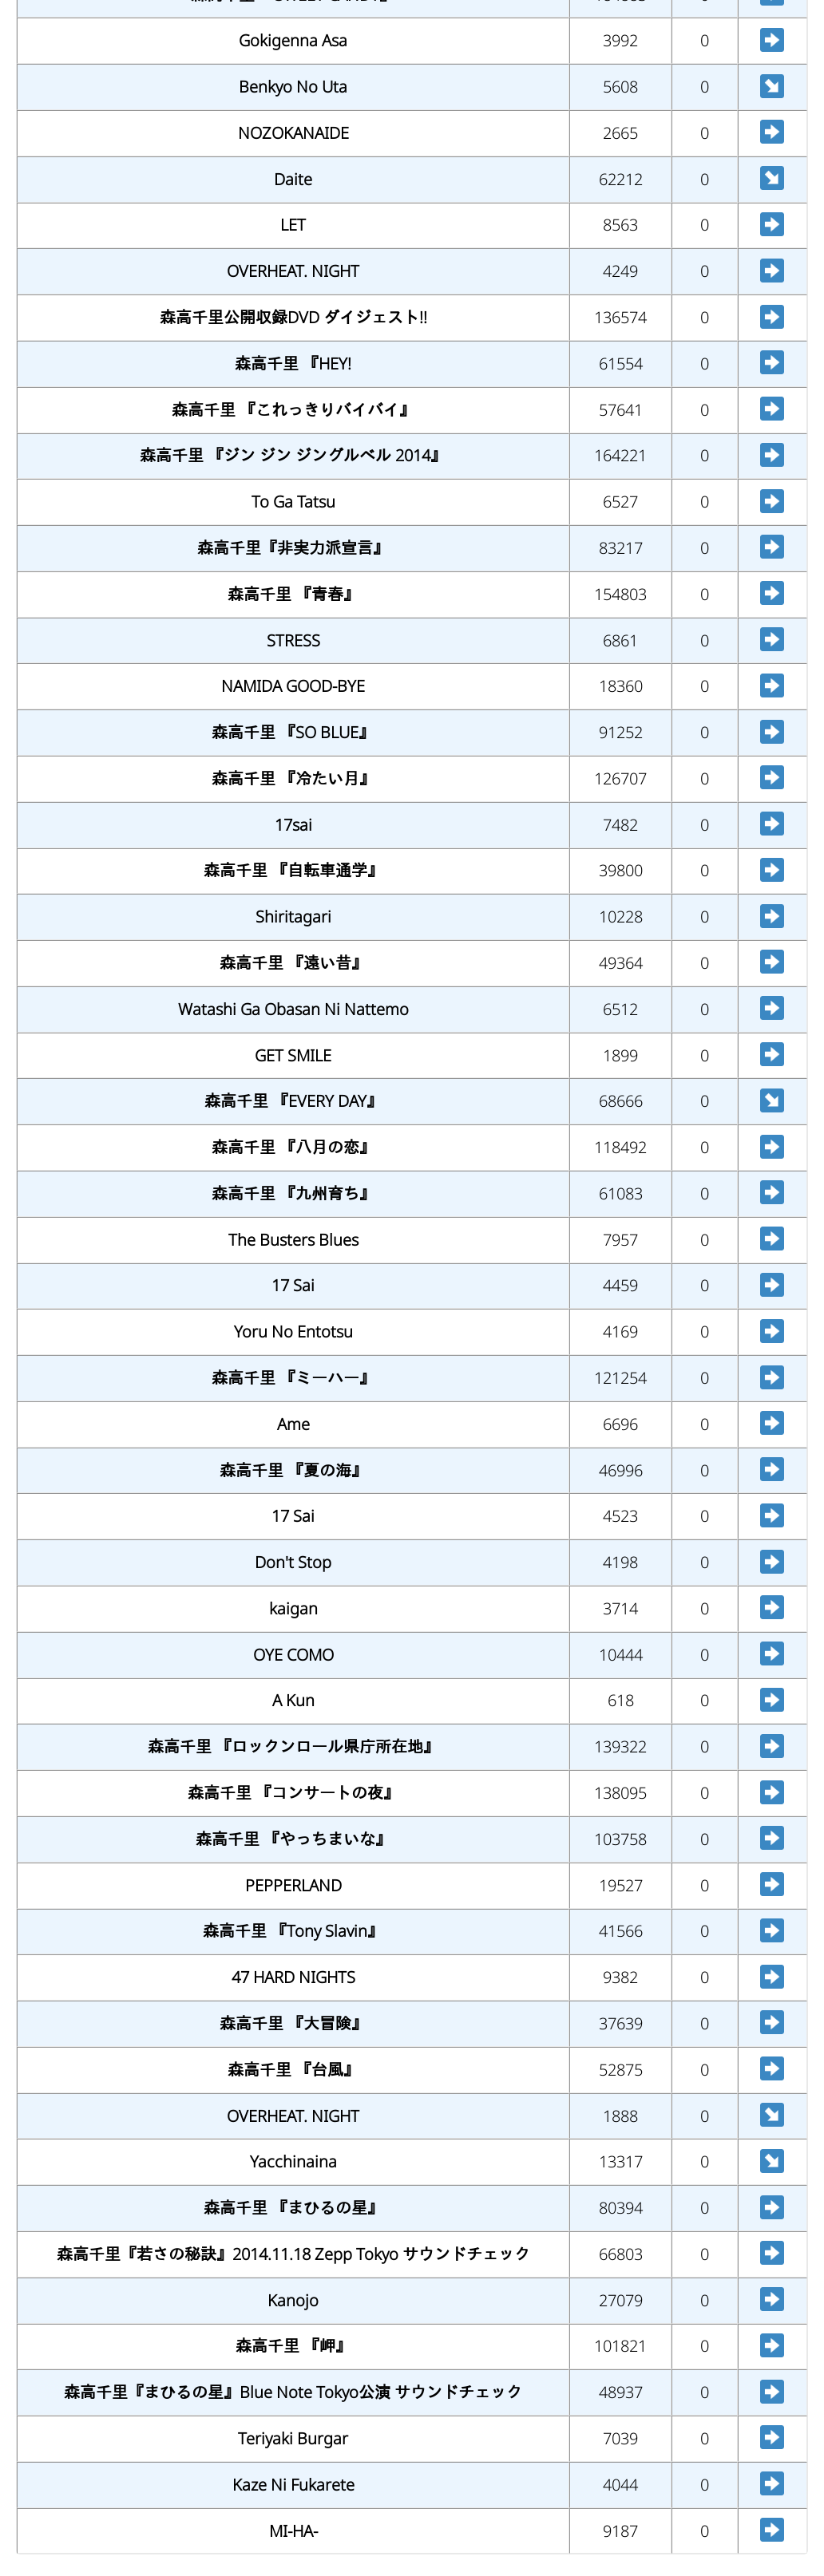 Gokigenna Asa 3992 0
Benkyo No Uta 5608 0
NOZOKANAIDE 2665 0
Daite 62212 0
LET 8563 0
OVERHEAT. NIGHT 4249 0
森高千里公開収録DVD ダイジェスト!! 136574 0
森高千里 『HEY! 61554 0
森高千里 『これっきりバイバイ』 57641 0
森高千里 『ジン ジン ジングルベル 2014』 164221 0
To Ga Tatsu 6527 0
森高千里『非実力派宣言』 83217 0
森高千里 『青春』 154803 0
STRESS 6861 0
NAMIDA GOOD-BYE 18360 0
森高千里 『SO BLUE』 91252 0
森高千里 『冷たい月』 126707 0
17sai 7482 0
森高千里 『自転車通学』 39800 0
Shiritagari 10228 0
森高千里 『遠い昔』 49364 0
Watashi Ga Obasan Ni Nattemo 6512 0
GET SMILE 1899 0
森高千里 『EVERY DAY』 68666 0
森高千里 『八月の恋』 118492 0
森高千里 『九州育ち』 61083 0
The Busters Blues 7957 0
17 Sai 4459 0
Yoru No Entotsu 4169 0
森高千里 『ミーハー』 121254 0
Ame 6696 0
森高千里 『夏の海』 46996 0
17 Sai 4523 0
Don't Stop 4198 0
kaigan 3714 0
OYE COMO 10444 0
A Kun 618 0
森高千里 『ロックンロール県庁所在地』 139322 0
森高千里 『コンサートの夜』 138095 0
森高千里 『やっちまいな』 103758 0
PEPPERLAND 19527 0
森高千里 『Tony Slavin』 41566 0
47 HARD NIGHTS 9382 0
森高千里 『大冒険』 37639 0
森高千里 『台風』 52875 0
OVERHEAT. NIGHT 1888 0
Yacchinaina 13317 0
森高千里 『まひるの星』 80394 0
森高千里『若さの秘訣』2014.11.18 Zepp Tokyo サウンドチェック 66803 0
Kanojo 27079 0
森高千里 『岬』 101821 0
森高千里『まひるの星』Blue Note Tokyo公演 サウンドチェック 48937 0
Teriyaki Burgar 7039 0
Kaze Ni Fukarete 4044 0
MI-HA- 9187 0